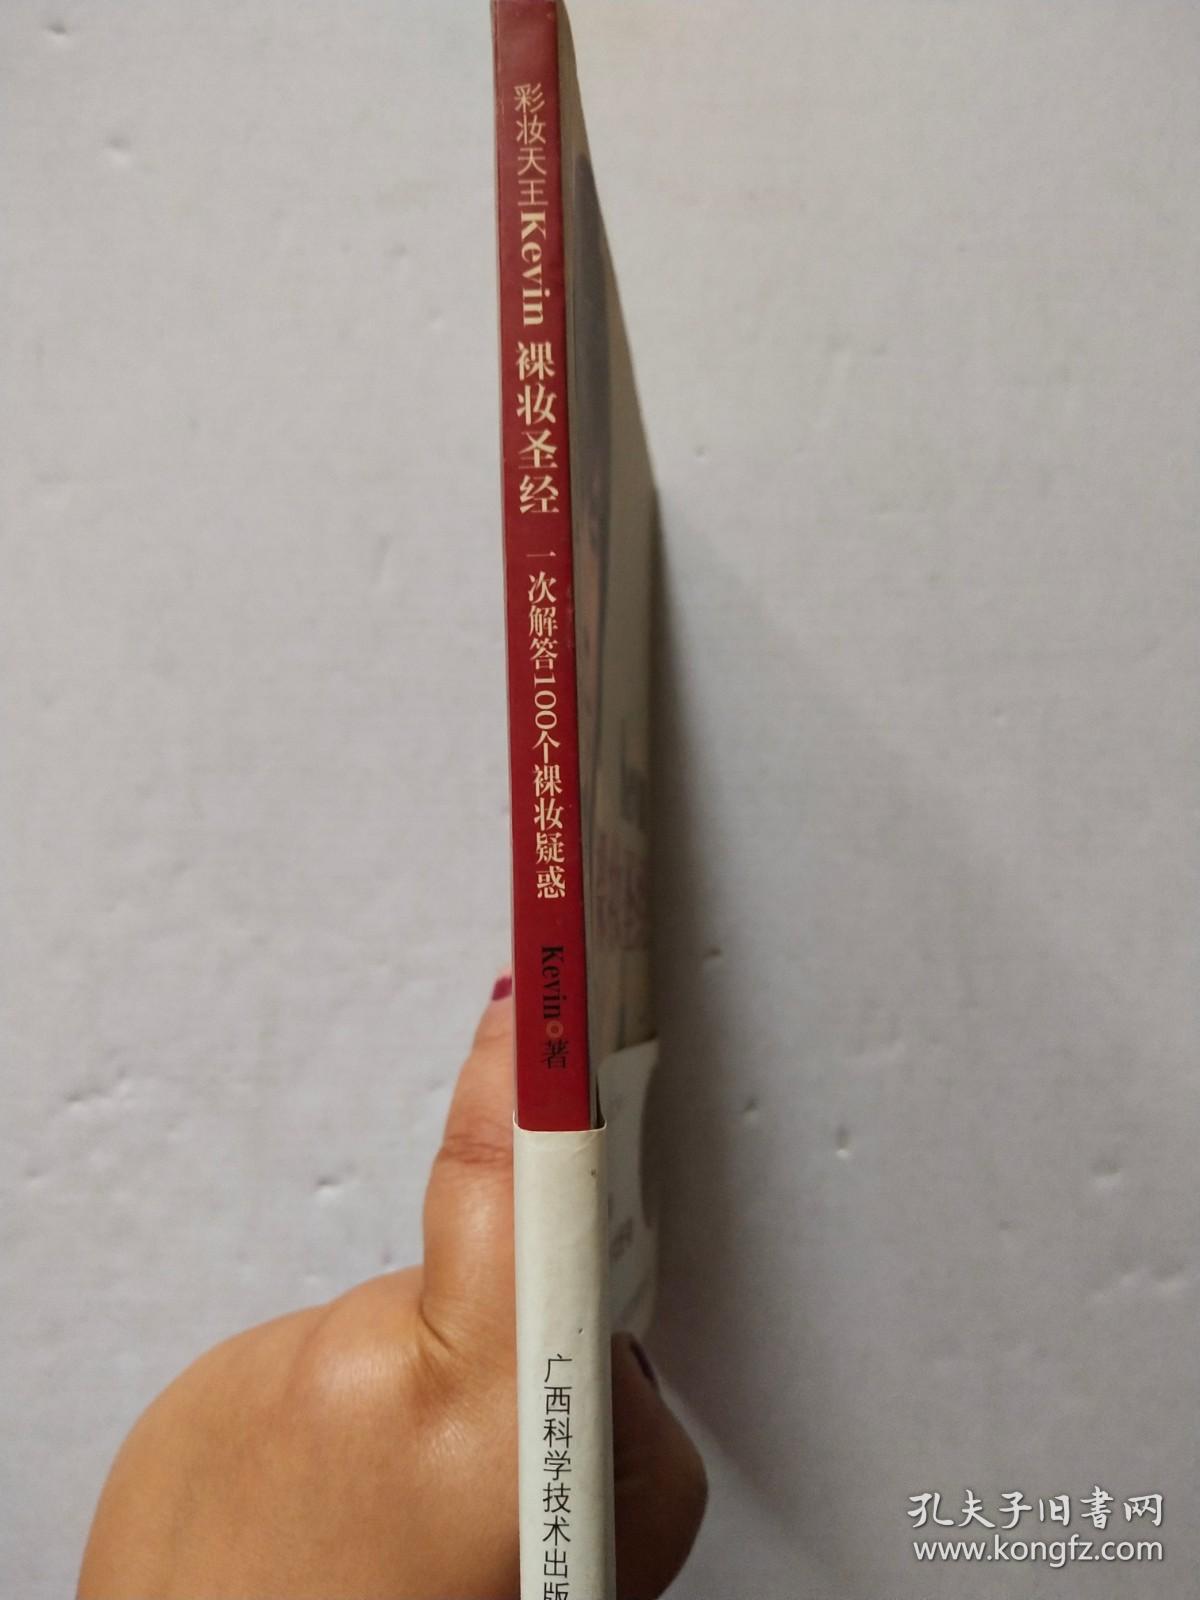 彩妆天王Kevin 裸妆圣经 一次解答100个裸妆疑惑 Kevin 著
广西科学技术出版
孔夫子旧书网
www.kongfz.com